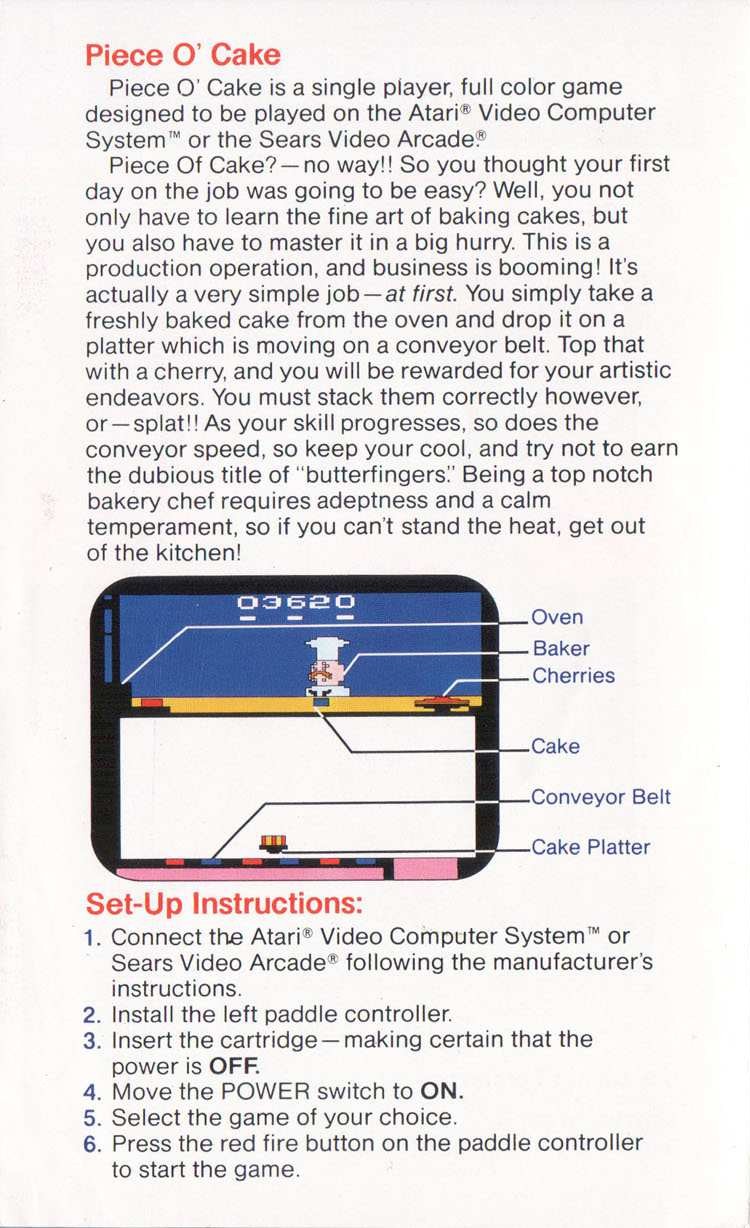 Piece O' Cake
Piece O' Cake is a single player, full color game
designed to be played on the Atari® Video Computer
System™ or the Sears Video Arcade®.
Piece Of Cake?—no way!! So you thought your first
day on the job was going to be easy? Well, you not
only have to learn the fine art of baking cakes, but
you also have to master it in a big hurry. This is a
production operation, and business is booming! It's
actually a very simple job—at first. You simply take a
freshly baked cake from the oven and drop it on a
platter which is moving on a conveyor belt. Top that
with a cherry, and you will be rewarded for your artistic
endeavors. You must stack them correctly however,
or—splat!! As your skill progresses, so does the
conveyor speed, so keep your cool, and try not to earn
the dubious title of "butterfingers." Being a top notch
bakery chef requires adeptness and a calm
temperament, so if you can't stand the heat, get out
of the kitchen!
03620
Oven
Baker
Cherries
Cake
Conveyor Belt
Cake Platter
Set-Up Instructions:
1. Connect the Atari® Video Computer System™ or
Sears Video Arcade® following the manufacturer's
instructions.
2. Install the left paddle controller.
3. Insert the cartridge—making certain that the
power is OFF.
4. Move the POWER switch to ON.
5. Select the game of your choice.
6. Press the red fire button on the paddle controller
to start the game.